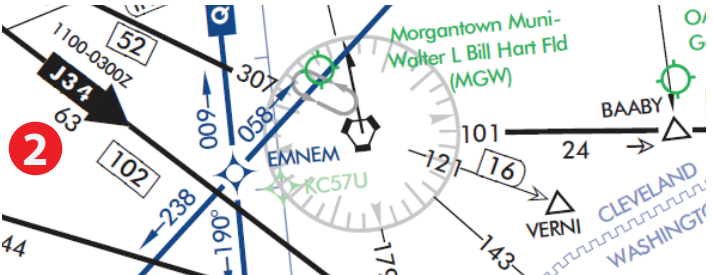 Q
1100-0300Z
52
J34
63
307
Morgantown Muni-
Walter L Bill Hart Fld
(MGW)
BAABY
101
24
2
102
009
058
EMNEM
KC57U
121
16
VERNI
CLEVELAND
WASHINGT
238
190°
44
179
143